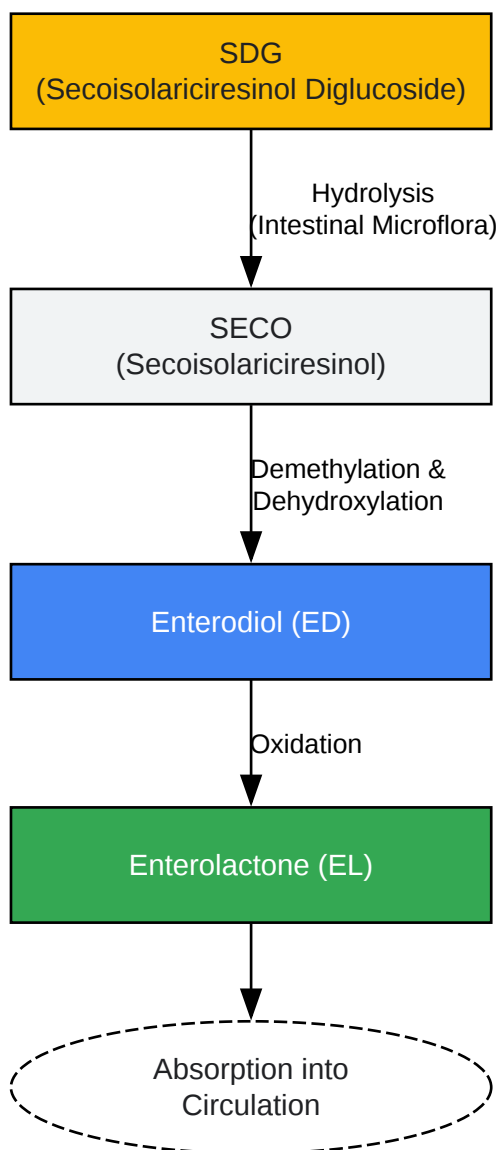 SDG
(Secoisolariciresinol Diglucoside)
Hydrolysis
(Intestinal Microflora)
SECO
(Secoisolariciresinol)
Demethylation &
Dehydroxylation
Enterodiol (ED)
Oxidation
Enterolactone (EL)
Absorption into
Circulation